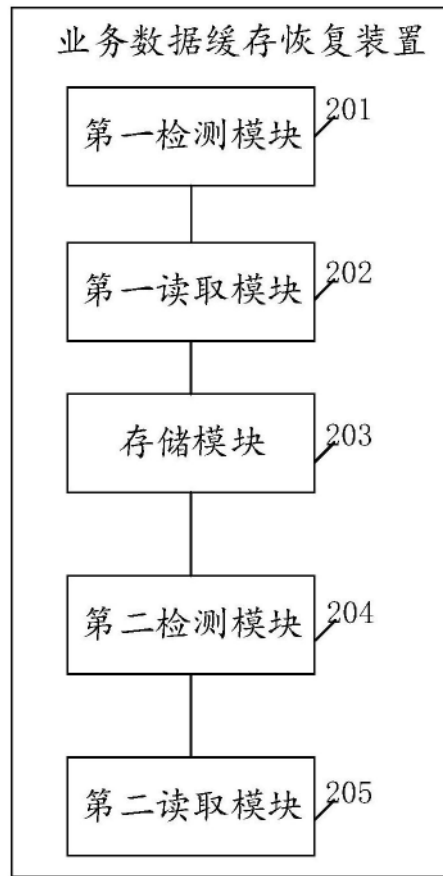 业务数据缓存恢复装置
201
第一检测模块
202
第一读取模块
203
存储模块
204
第二检测模块
205
第二读取模块